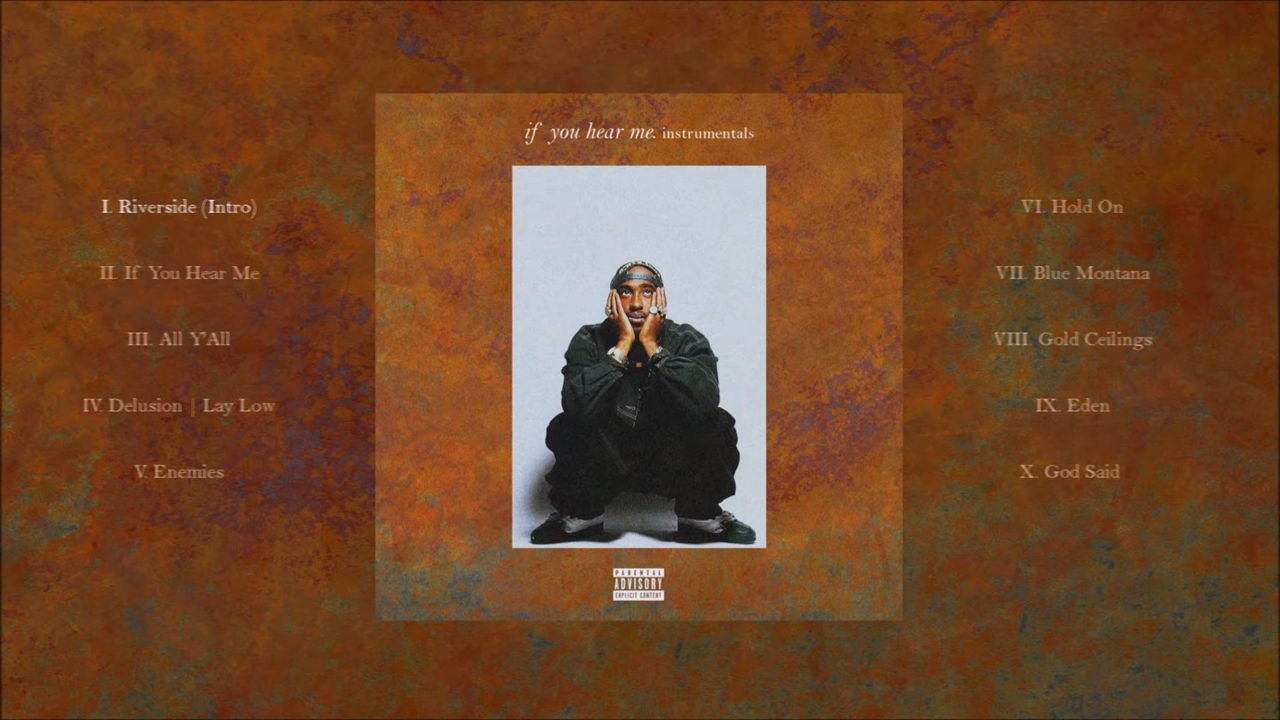 if you hear me. instrumentals
I. Riverside (Intro)
II. If You Hear Me
III. All Y'All
IV. Delusion | Lay Low
V. Enemies
VI. Hold On
VII. Blue Montana
VIII. Gold Ceilings
IX. Eden
X. God Said
PARENTAL
ADVISORY
EXPLICIT CONTENT